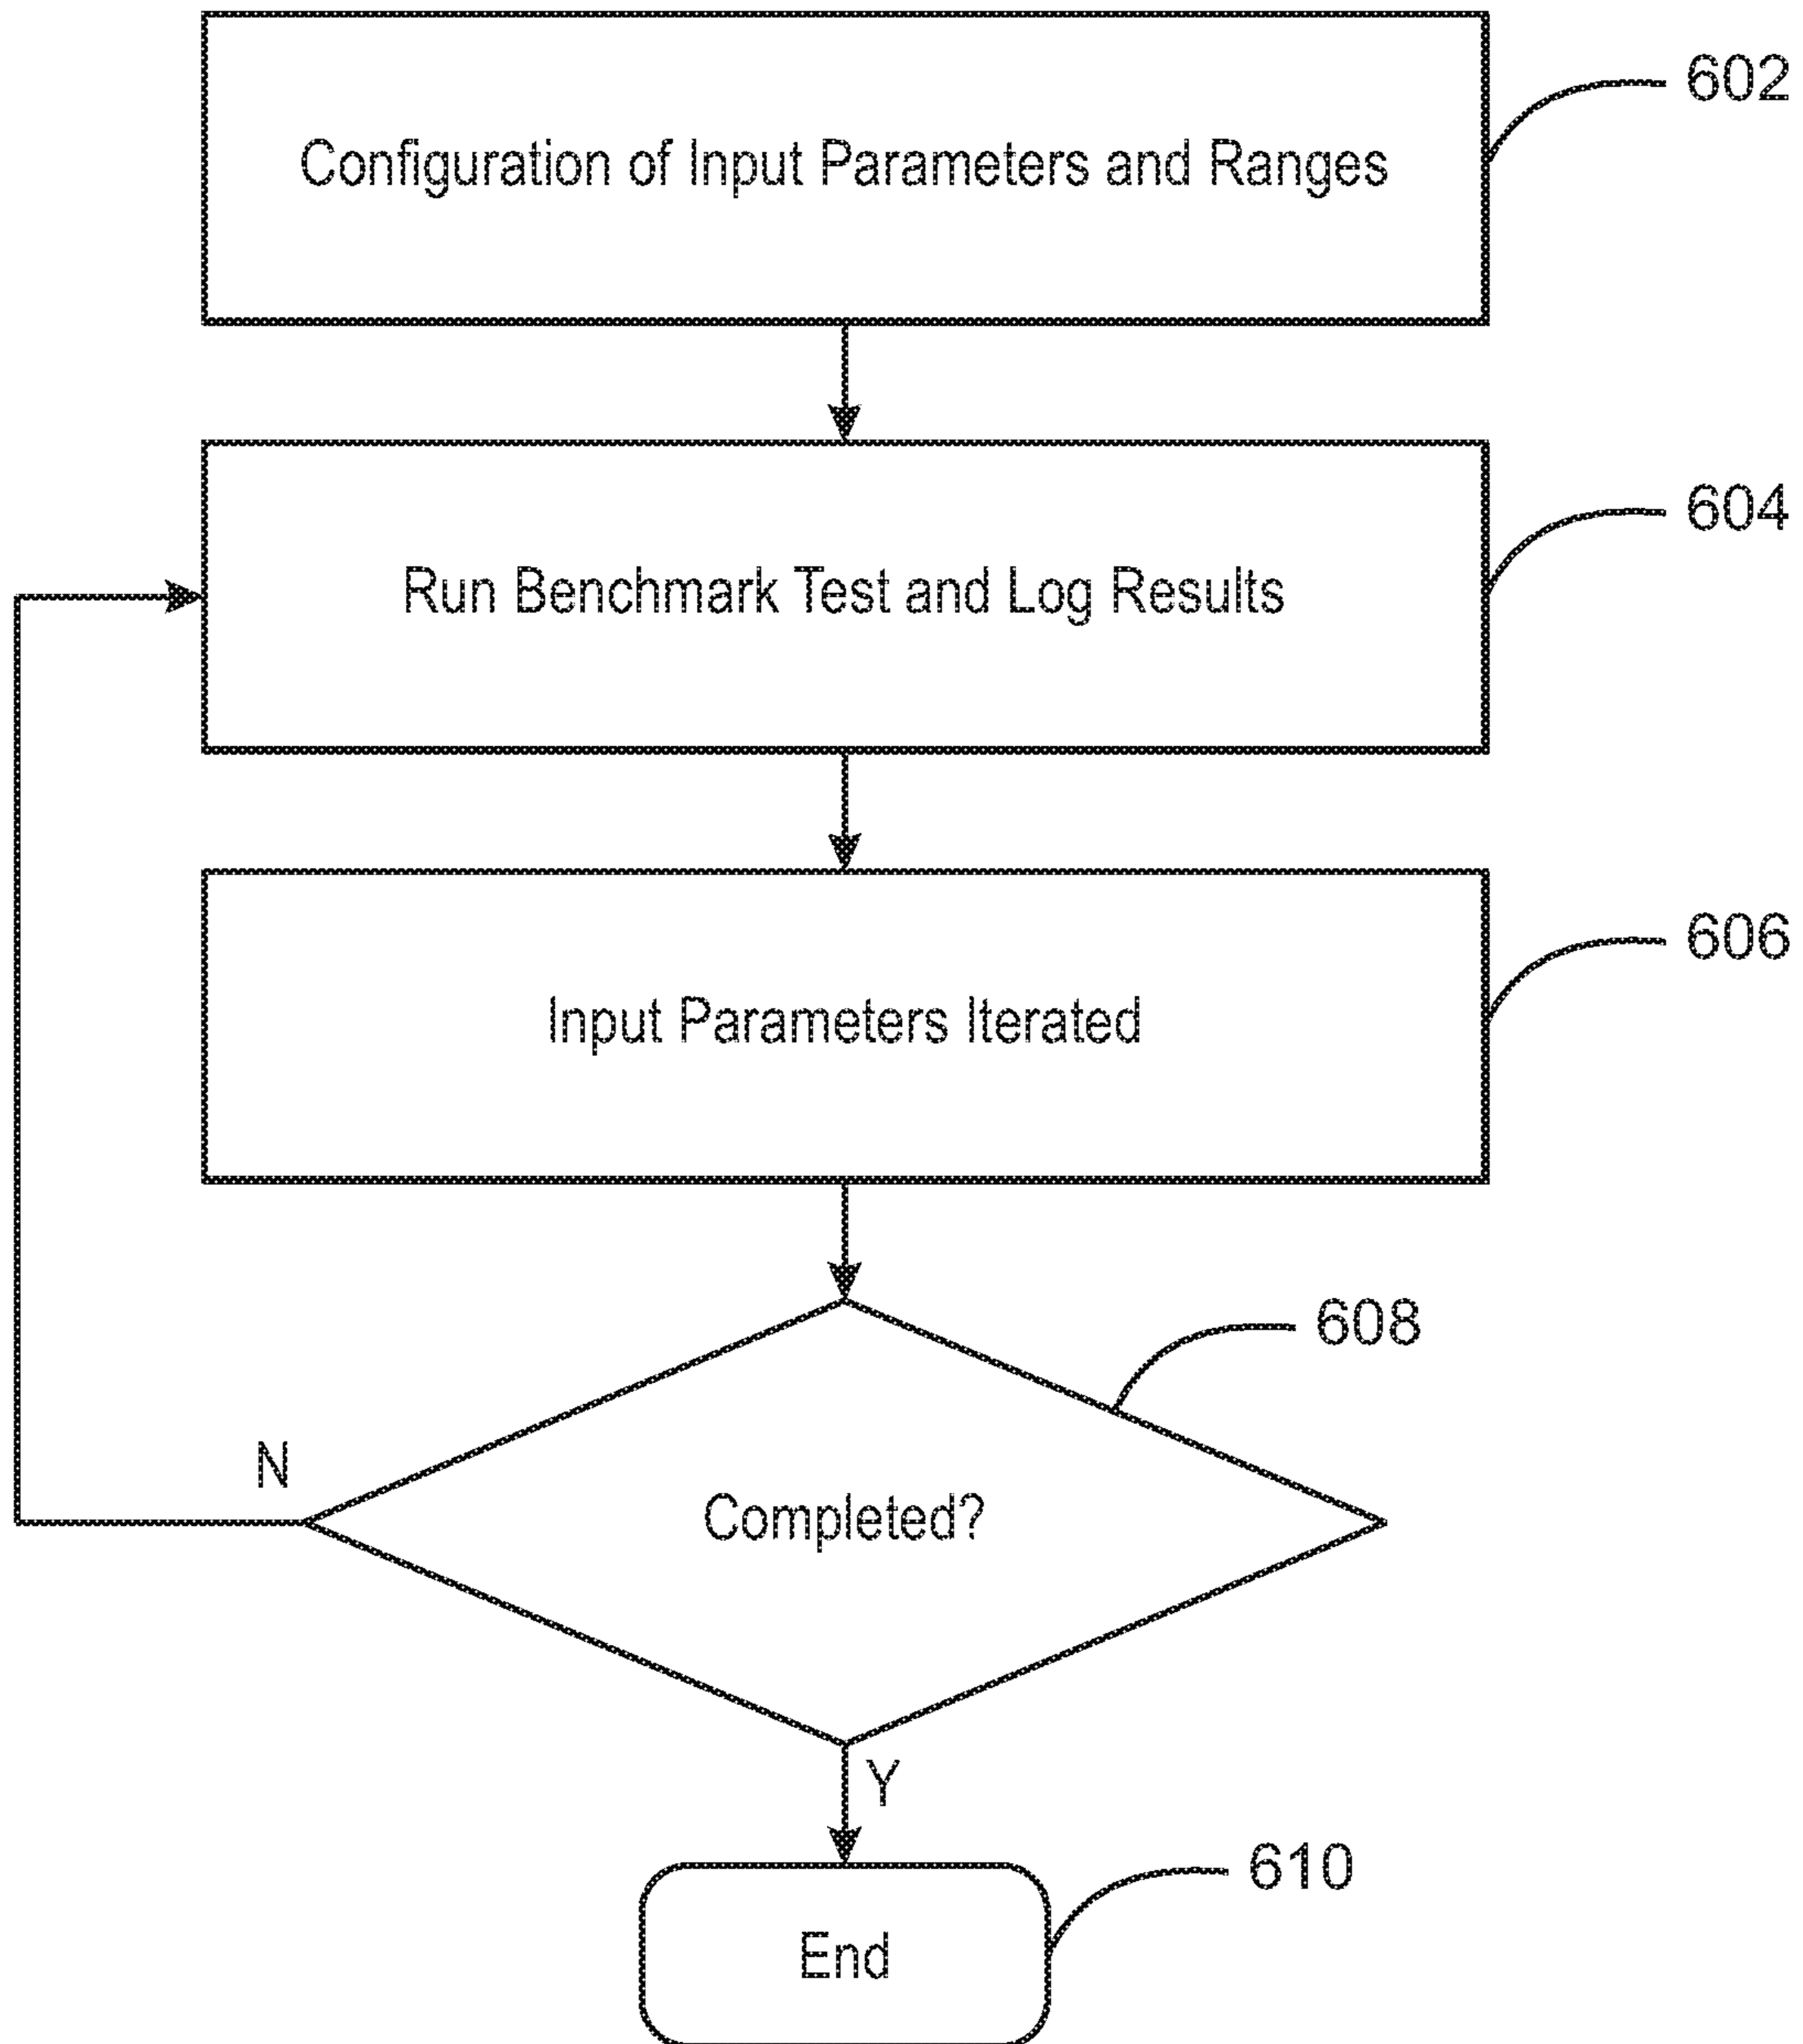 Configuration of Input Parameters and Ranges
602
Run Benchmark Test and Log Results
604
Input Parameters Iterated
606
608
N
Completed?
Y
610
End